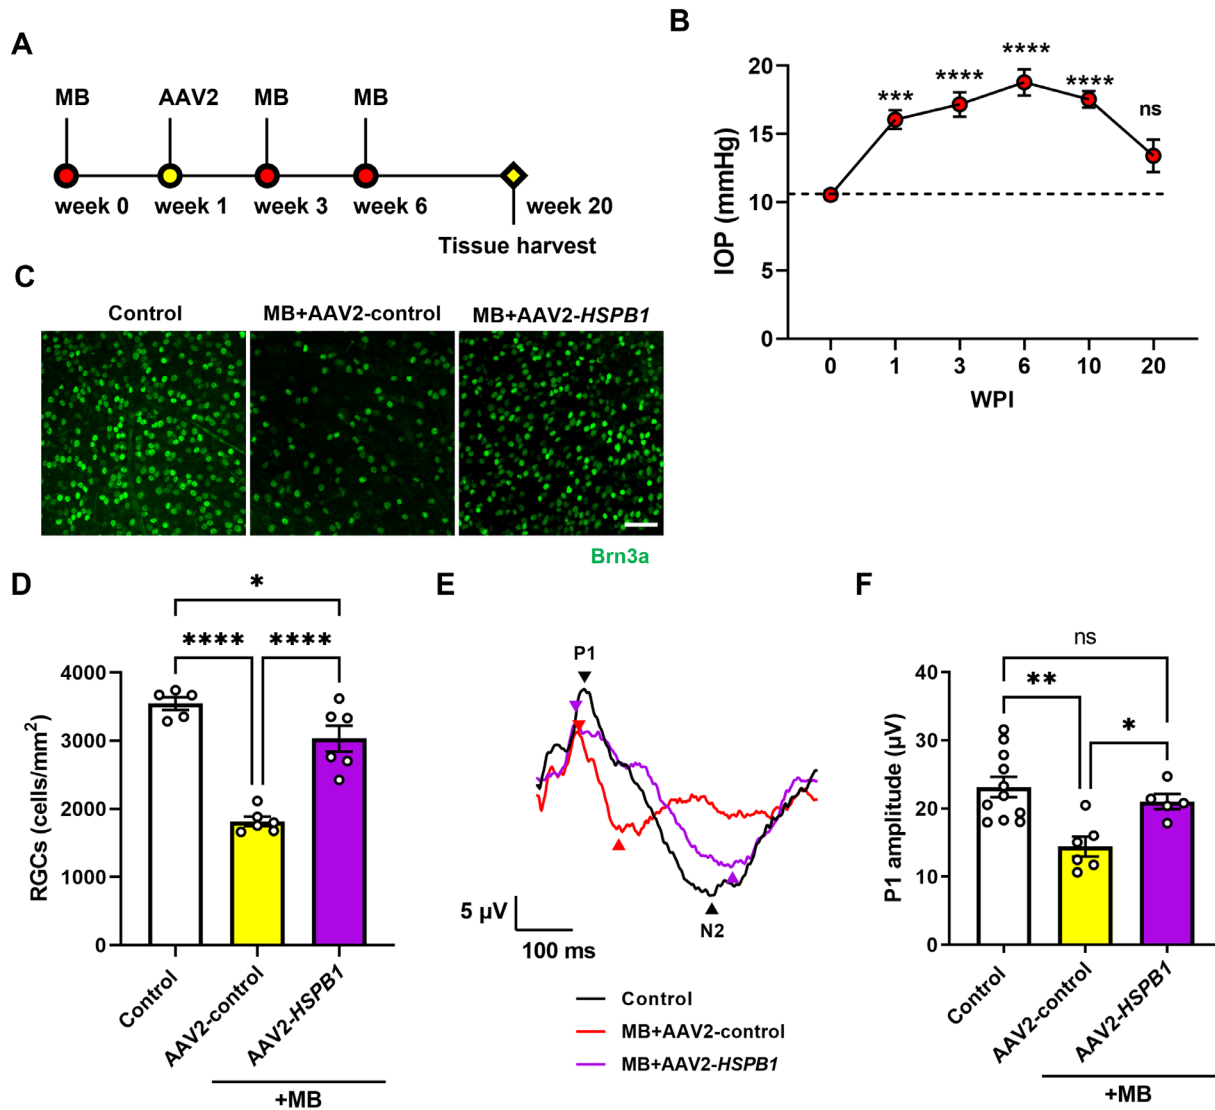 A
MB AAV2 MB MB
week 0 week 1 week 3 week 6 week 20
Tissue harvest
B
IOP (mmHg)
20
15
10
5
0
*** **** **** **** ns
0 1 3 6 10 20
WPI
C
Control MB+AAV2-control MB+AAV2-HSPB1
Brn3a
D
RGCs (cells/mm²)
4000
3000
2000
1000
0
*
**** ****
Control AAV2-control AAV2-HSPB1
+MB
E
P1
N2
5 µV
100 ms
Control
MB+AAV2-control
MB+AAV2-HSPB1
F
P1 amplitude (µV)
40
30
20
10
0
ns
**
*
Control AAV2-control AAV2-HSPB1
+MB